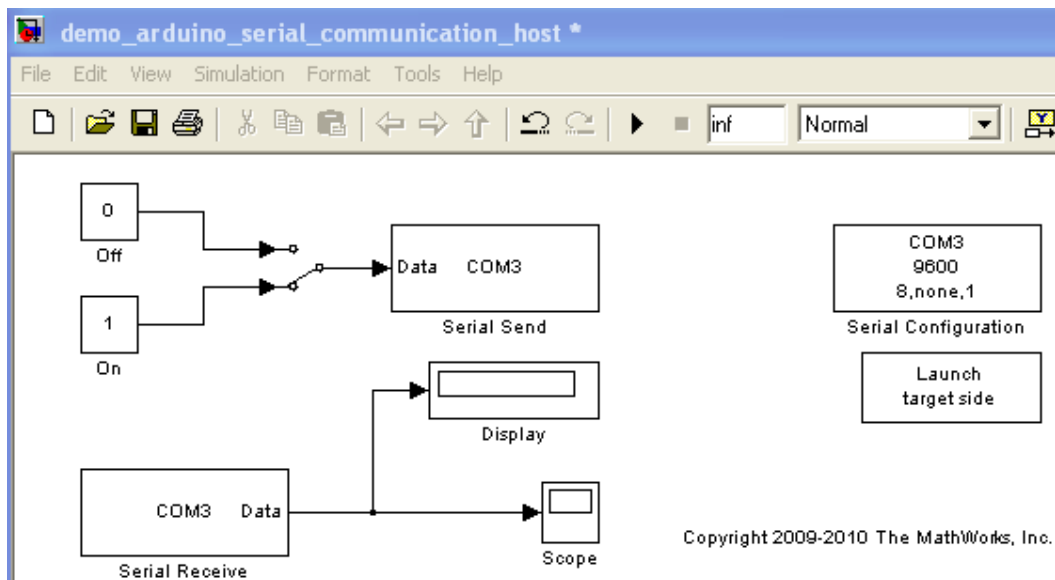 demo_arduino_serial_communication_host *
File Edit View Simulation Format Tools Help
inf Normal
0
Off
1
On
Data COM3
Serial Send
COM3
9600
8,none,1
Serial Configuration
Launch
target side
Display
COM3 Data
Serial Receive
Scope
Copyright 2009-2010 The MathWorks, Inc.